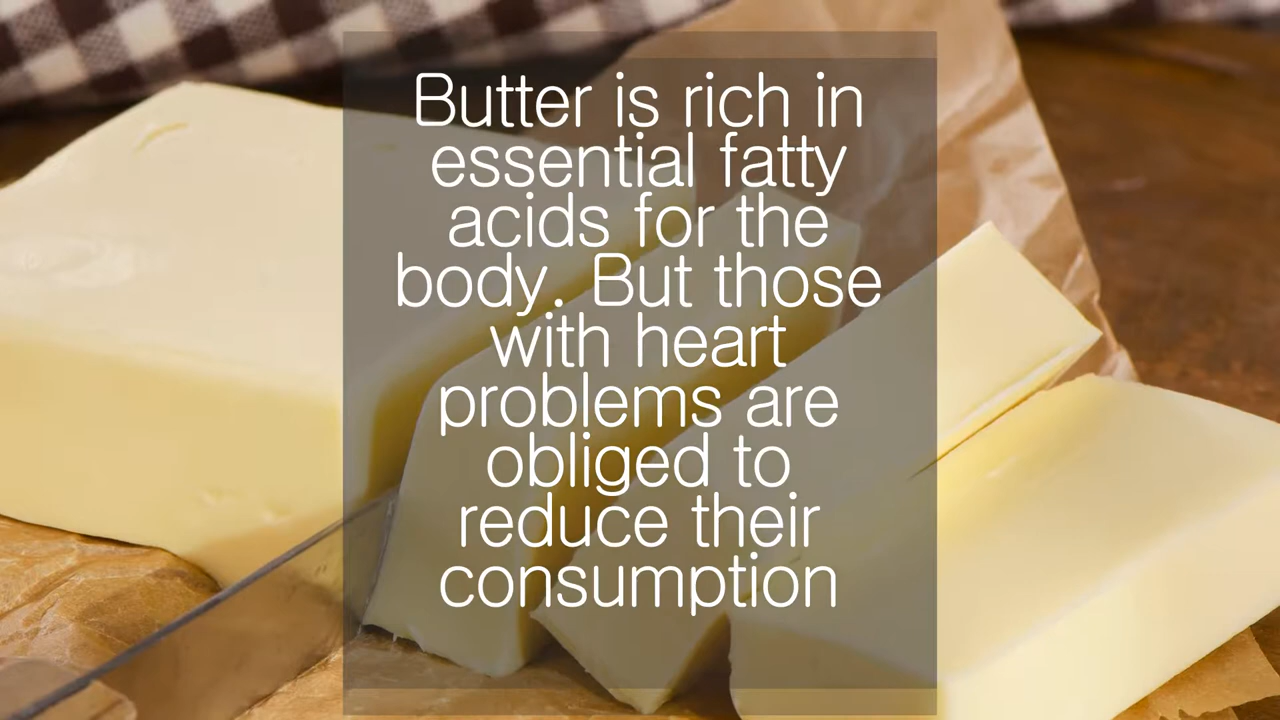 Butter is rich in
essential fatty
acids for the
body. But those
with heart
problems are
obliged to
reduce their
consumption